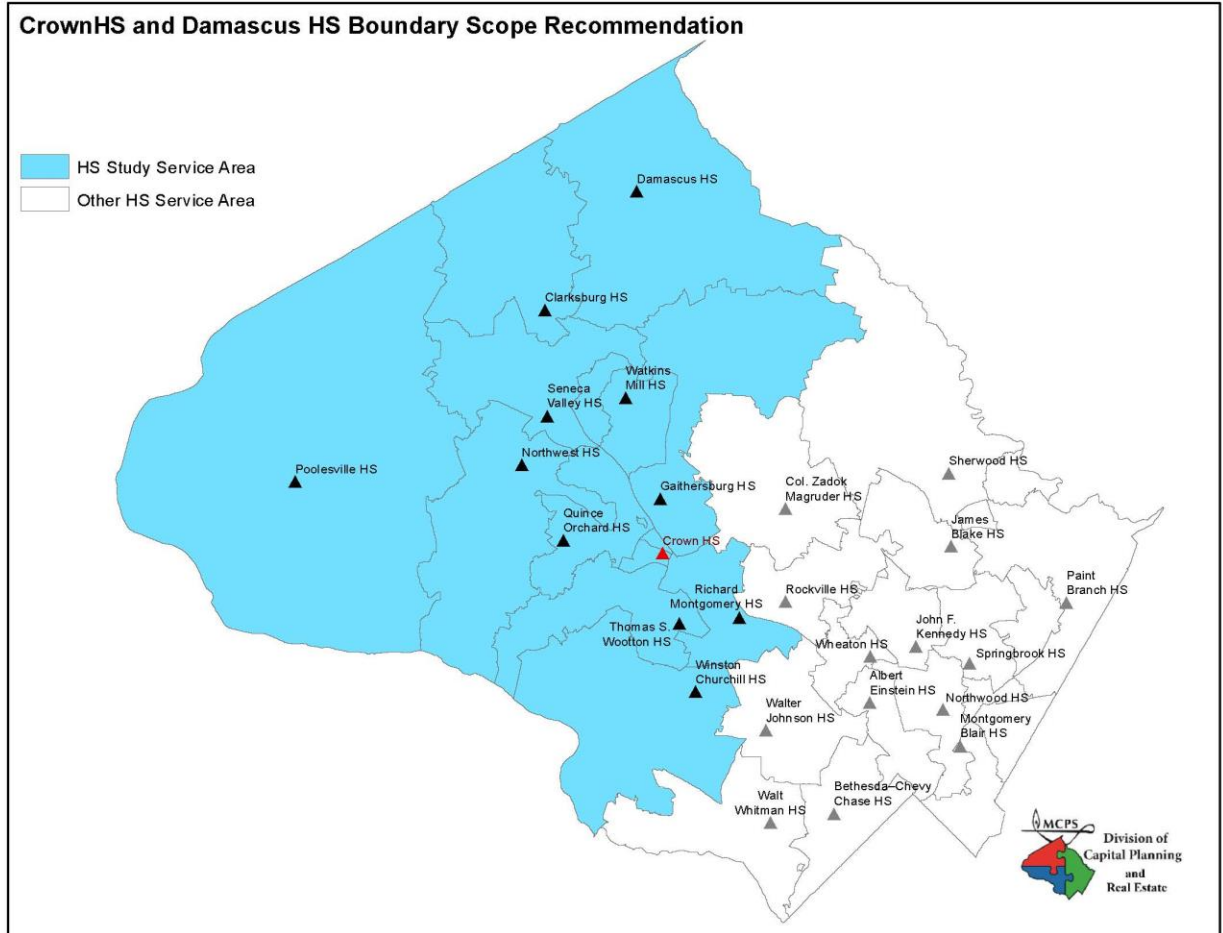 CrownHS and Damascus HS Boundary Scope Recommendation
HS Study Service Area
Other HS Service Area
Damascus HS
Clarksburg HS
Watkins
Mill HS
Seneca
Valley HS
Northwest HS
Poolesville HS
Sherwood HS
Gaithersburg HS
Col. Zadok
Magruder HS
Quince
Orchard HS
James
Blake HS
Crown HS
Paint
Branch HS
Richard
Montgomery HS
Rockville HS
Thomas S.
Wootton HS
John F.
Kennedy HS
Wheaton HS
Springbrook HS
Winston
Churchill HS
Albert
Einstein HS
Northwood HS
Walter
Johnson HS
Montgomery
Blair HS
Walt
Whitman HS
Bethesda–Chevy
Chase HS
MCPS
Division of
Capital Planning
and
Real Estate